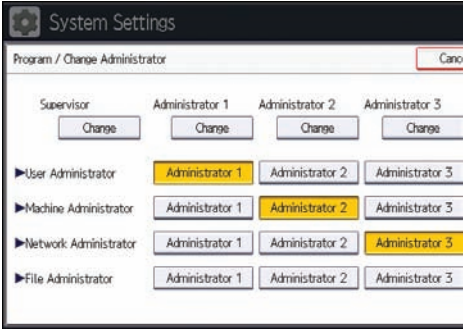 System Settings
Program / Change Administrator
Canc
Supervisor Administrator 1 Administrator 2 Administrator 3
Change Change Change Change
►User Administrator Administrator 1 Administrator 2 Administrator 3
►Machine Administrator Administrator 1 Administrator 2 Administrator 3
►Network Administrator Administrator 1 Administrator 2 Administrator 3
►File Administrator Administrator 1 Administrator 2 Administrator 3